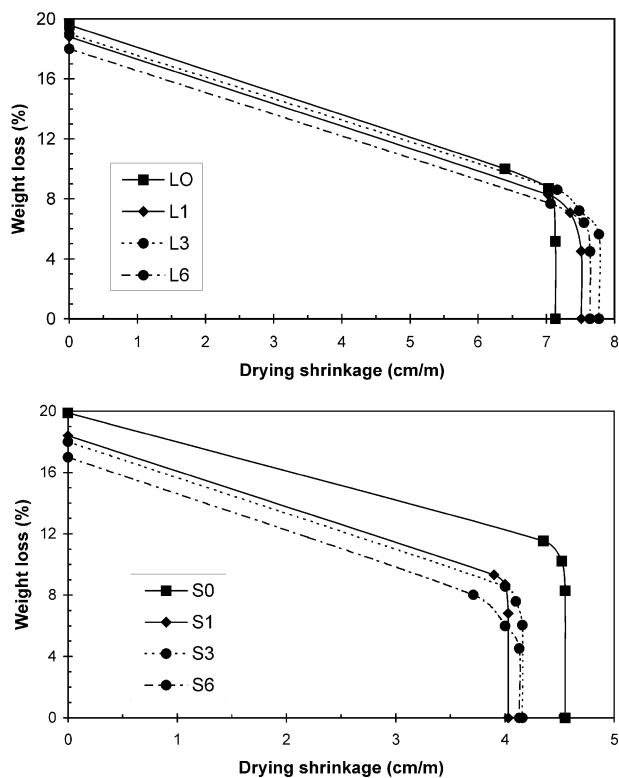 20
16
12
8
4
0
Weight loss (%)
LO
L1
L3
L6
0 1 2 3 4 5 6 7 8
Drying shrinkage (cm/m)
20
16
12
8
4
0
Weight loss (%)
S0
S1
S3
S6
0 1 2 3 4 5
Drying shrinkage (cm/m)